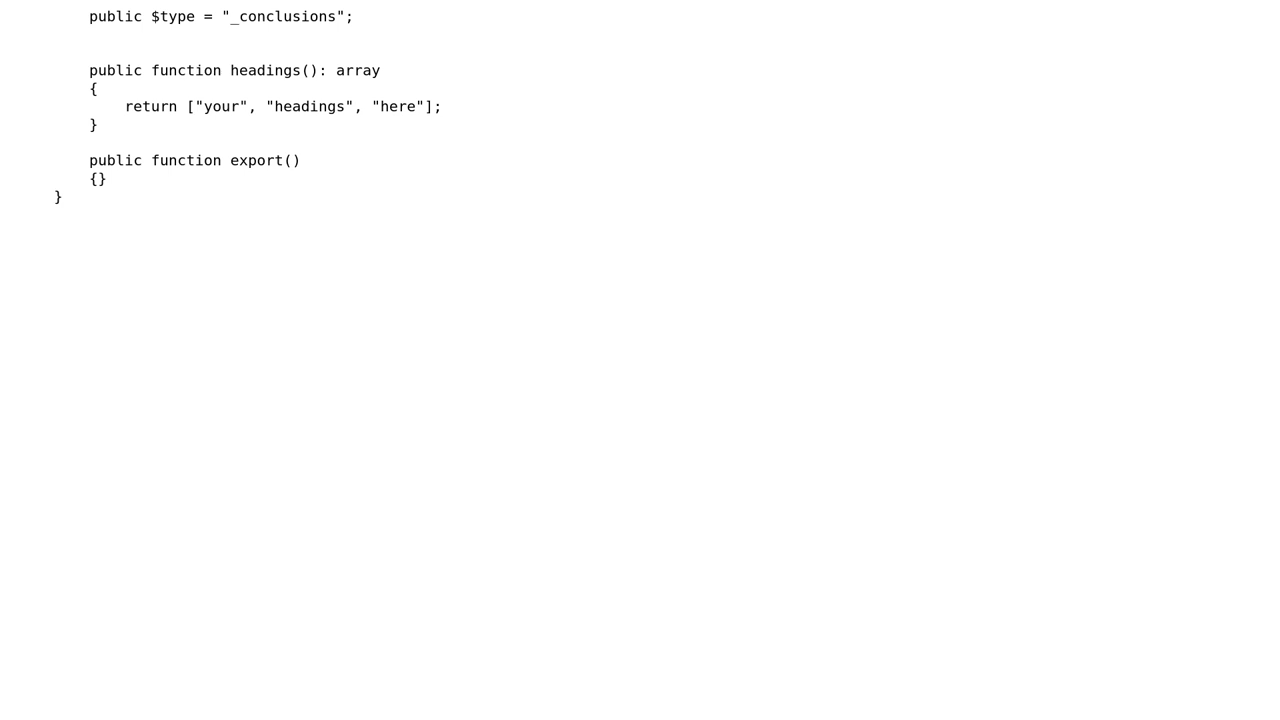 public $type = "_conclusions";


    public function headings(): array
    {
        return ["your", "headings", "here"];
    }

    public function export()
    {}
}